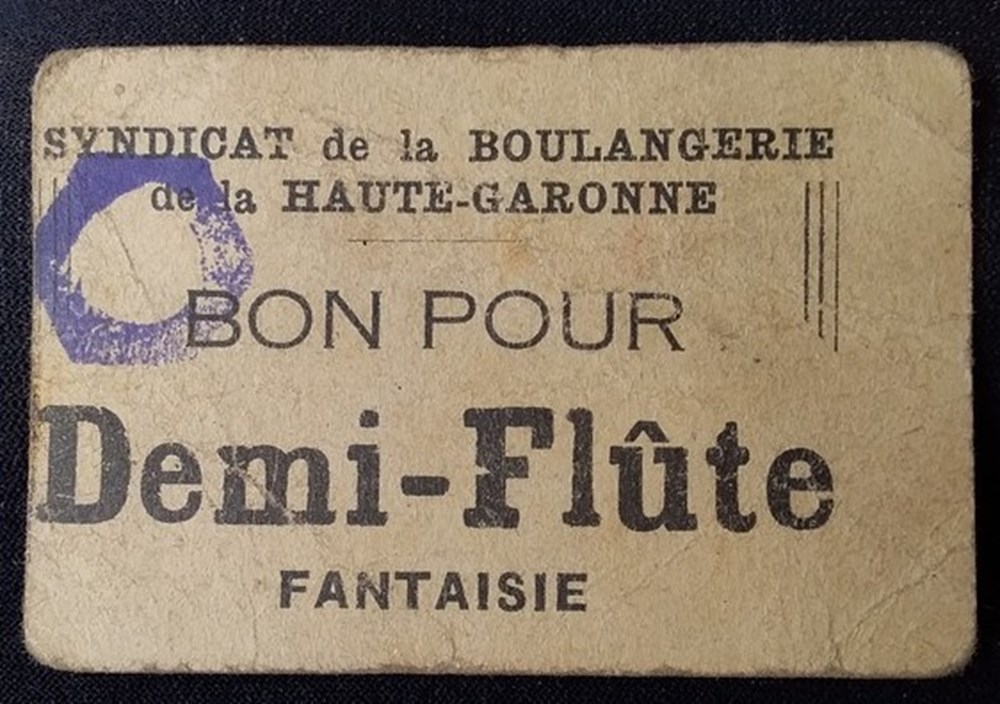 SYNDICAT de la BOULANGERIE
de la HAUTE-GARONNE
BON POUR
Demi-Flûte
FANTAISIE